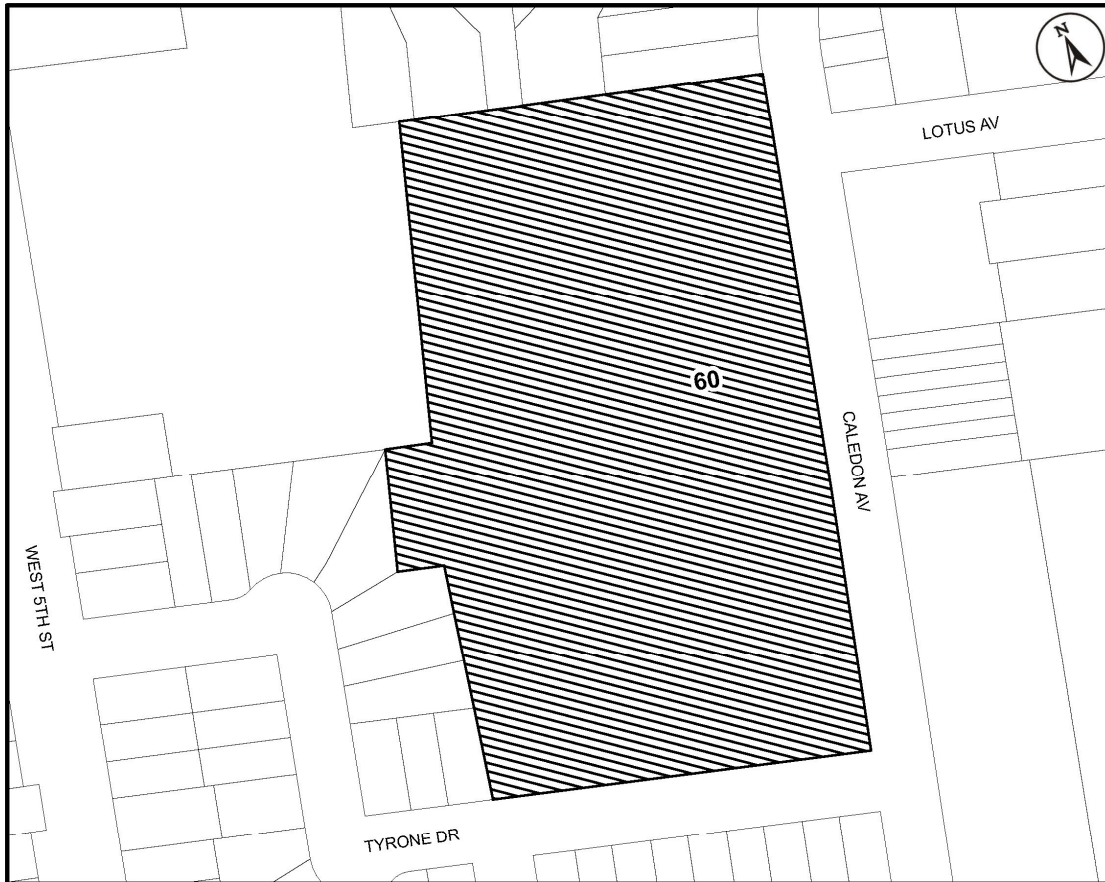 N
LOTUS AV
60
CALEDON AV
WEST 5TH ST
TYRONE DR